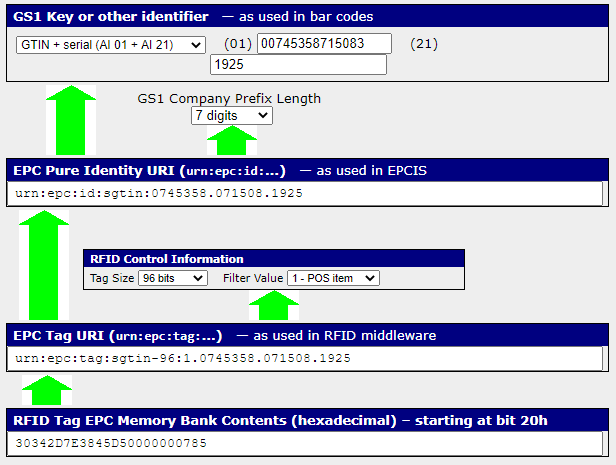 GS1 Key or other identifier — as used in bar codes
GTIN + serial (AI 01 + AI 21) (01) 00745358715083 (21)
1925
GS1 Company Prefix Length
7 digits
EPC Pure Identity URI (urn:epc:id:...) — as used in EPCIS
urn:epc:id:sgtin:0745358.071508.1925
RFID Control Information
Tag Size 96 bits Filter Value 1 - POS item
EPC Tag URI (urn:epc:tag:...) — as used in RFID middleware
urn:epc:tag:sgtin-96:1.0745358.071508.1925
RFID Tag EPC Memory Bank Contents (hexadecimal) – starting at bit 20h
30342D7E3845D50000000785